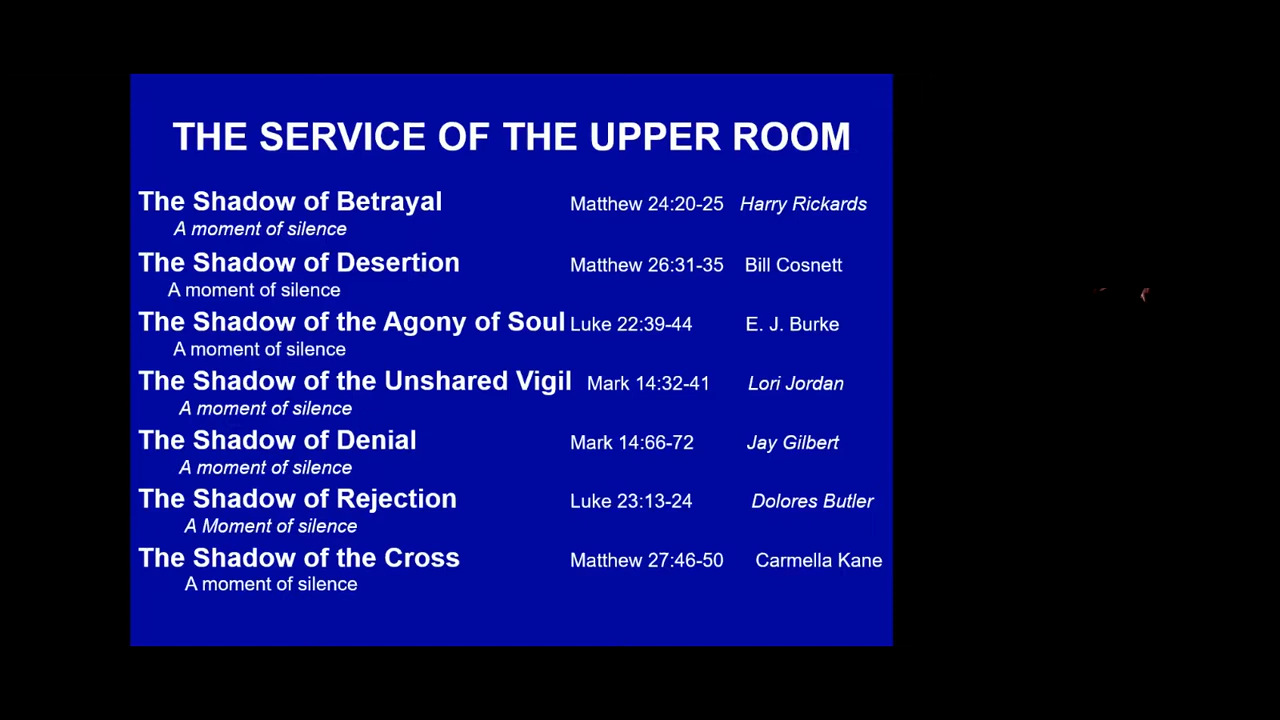 THE SERVICE OF THE UPPER ROOM
The Shadow of Betrayal Matthew 24:20-25 Harry Rickards
A moment of silence
The Shadow of Desertion Matthew 26:31-35 Bill Cosnett
A moment of silence
The Shadow of the Agony of Soul Luke 22:39-44 E. J. Burke
A moment of silence
The Shadow of the Unshared Vigil Mark 14:32-41 Lori Jordan
A moment of silence
The Shadow of Denial Mark 14:66-72 Jay Gilbert
A moment of silence
The Shadow of Rejection Luke 23:13-24 Dolores Butler
A Moment of silence
The Shadow of the Cross Matthew 27:46-50 Carmella Kane
A moment of silence